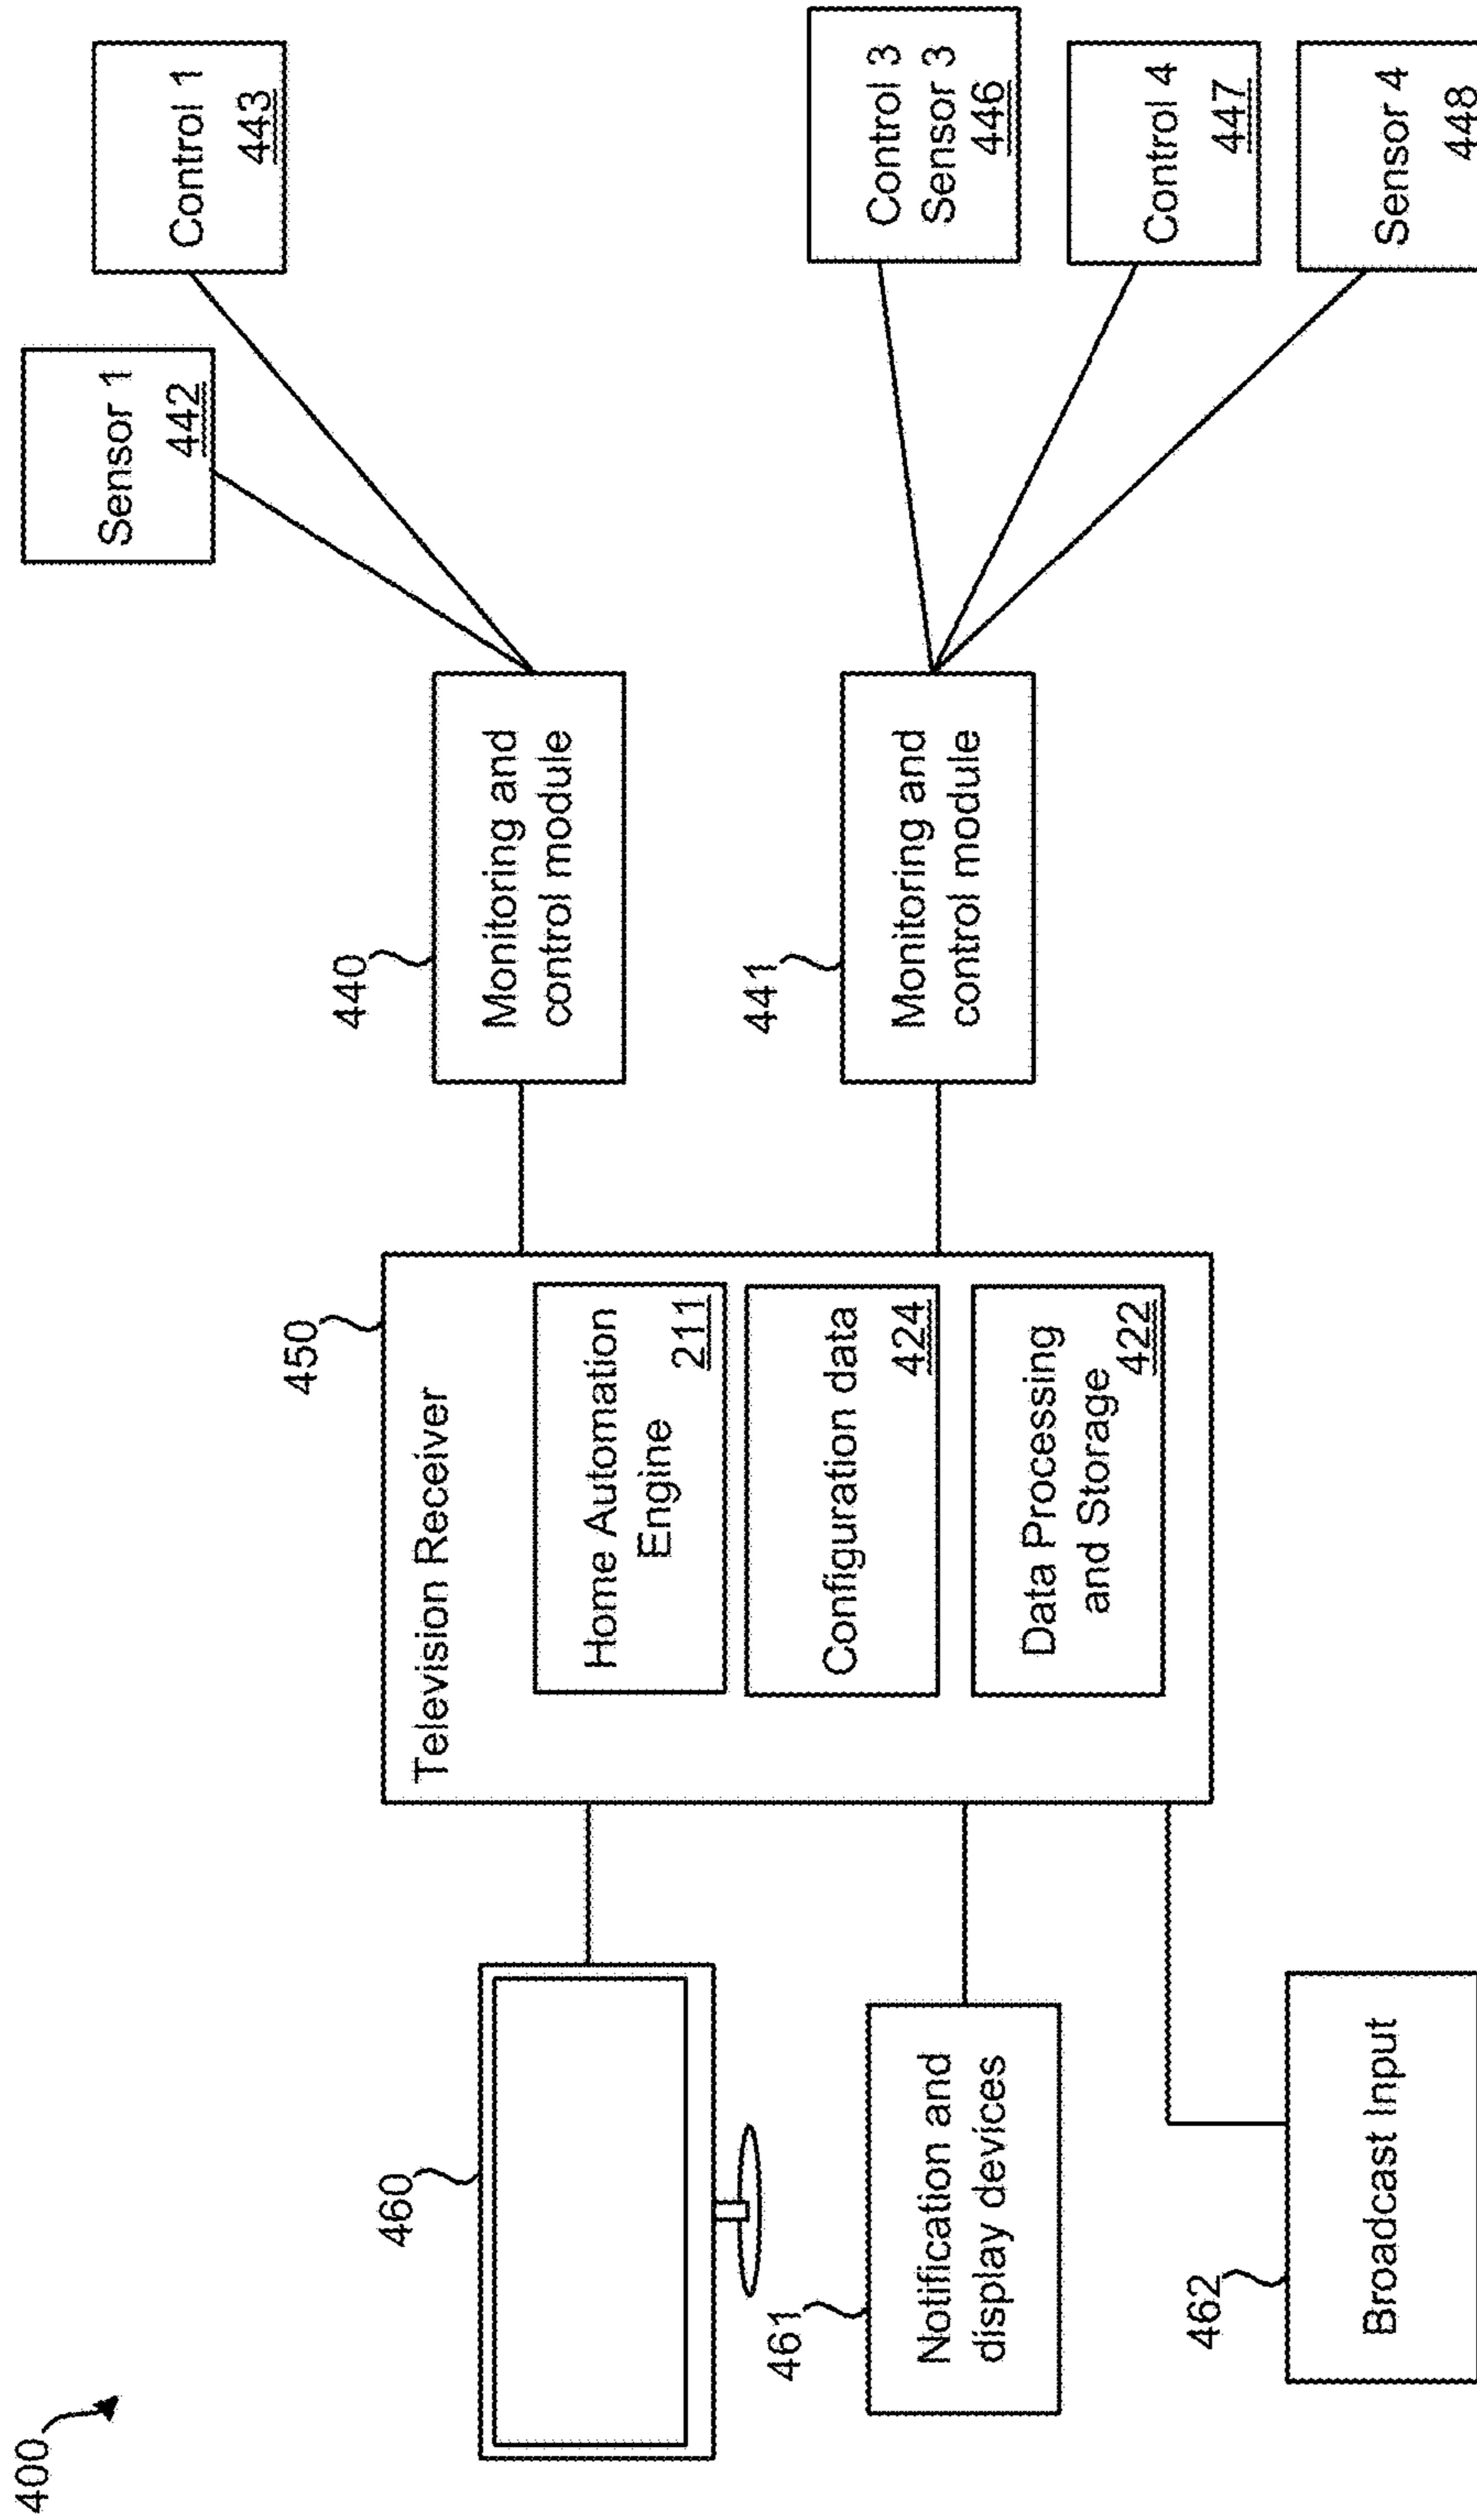 400
460
461
Notification and
display devices
462
Broadcast Input
450
Television Receiver
Home Automation
Engine
211
Configuration data
424
Data Processing
and Storage
422
440
Monitoring and
control module
441
Monitoring and
control module
Sensor 1
442
Control 1
443
Control 3
Sensor 3
446
Control 4
447
Sensor 4
448